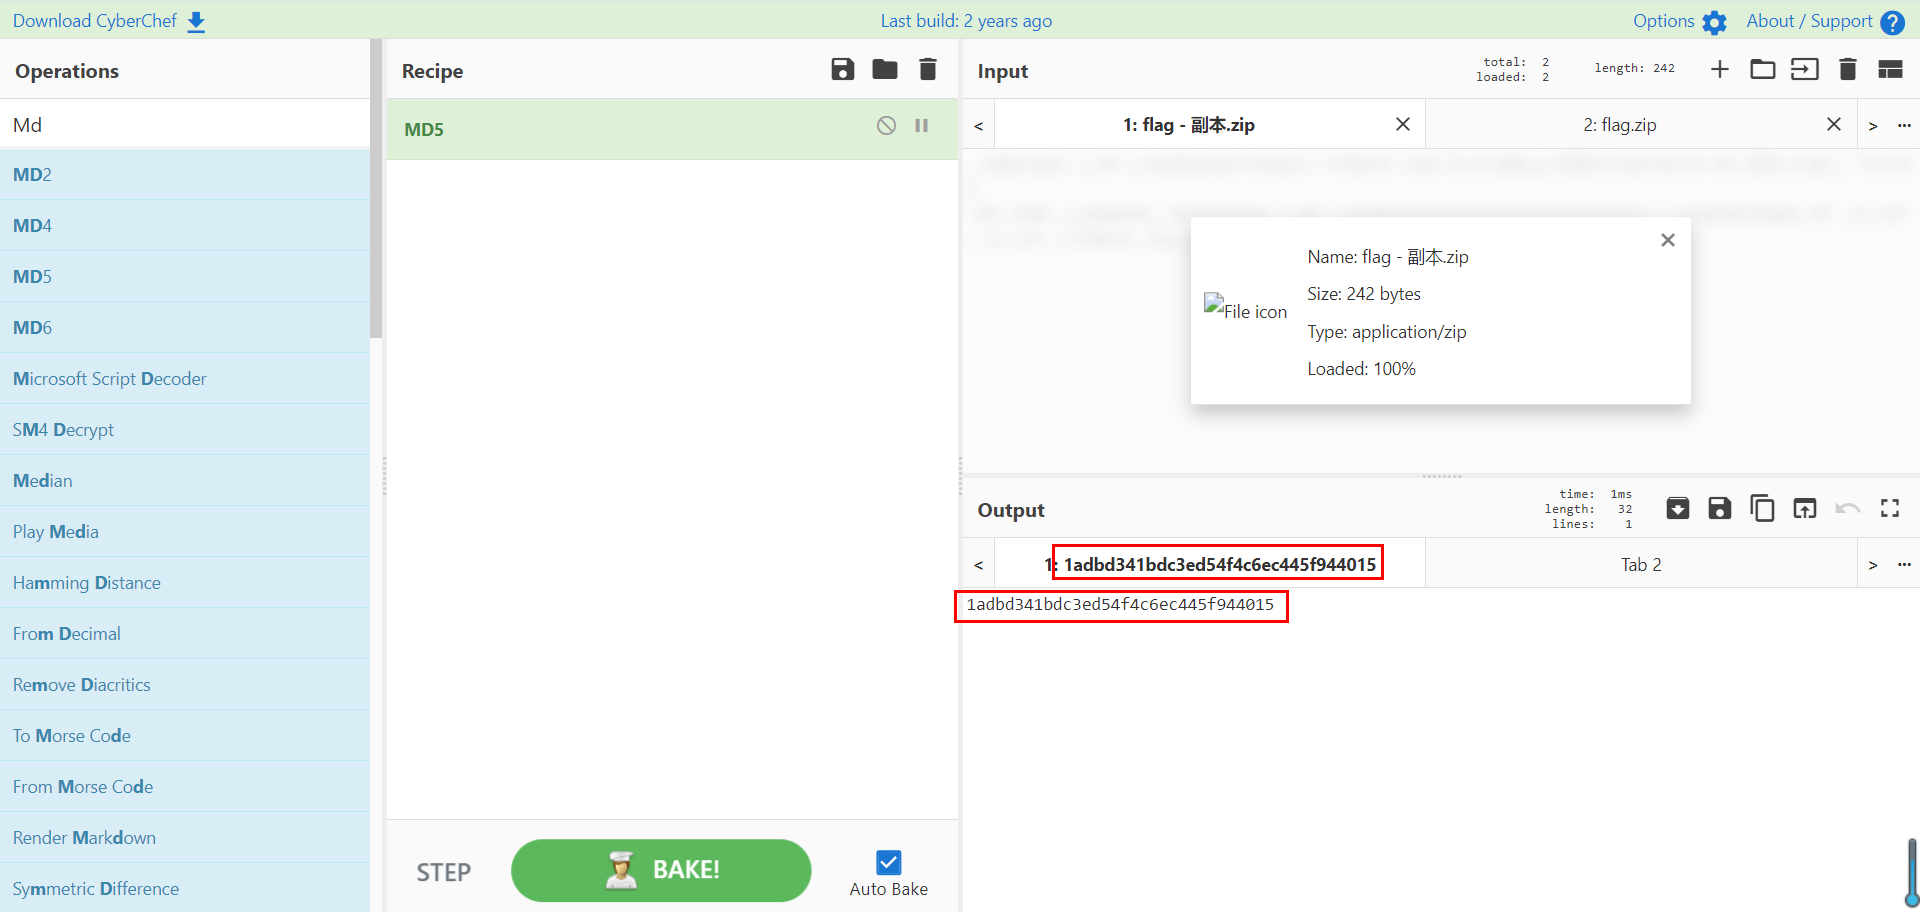 Download CyberChef
Last build: 2 years ago
Options
About / Support
Operations
Md
MD2
MD4
MD5
MD6
Microsoft Script Decoder
SM4 Decrypt
Median
Play Media
Hamming Distance
From Decimal
Remove Diacritics
To Morse Code
From Morse Code
Render Markdown
Symmetric Difference
Recipe
MD5
STEP
BAKE!
Auto Bake
Input
total: 2
loaded: 2
length: 242
< 1: flag - 副本.zip
2: flag.zip > ...
File icon
Name: flag - 副本.zip
Size: 242 bytes
Type: application/zip
Loaded: 100%
Output
time: 1ms
length: 32
lines: 1
< 1: 1adbd341bdc3ed54f4c6ec445f944015
Tab 2 > ...
1adbd341bdc3ed54f4c6ec445f944015